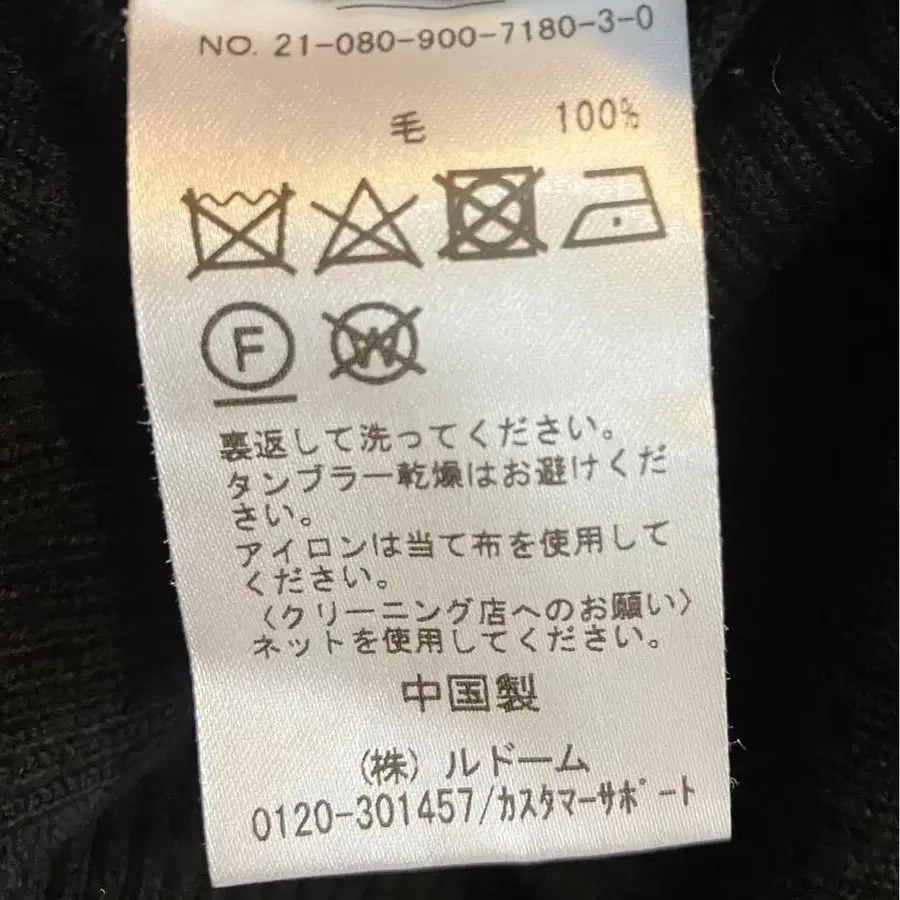 NO. 21-080-900-7180-3-0
毛 100%
F W
裏返して洗ってください。
タンブラー乾燥はお避けくだ
さい。
アイロンは当て布を使用して
ください。
〈クリーニング店へのお願い〉
ネットを使用してください。
中国製
(株) ルドーム
0120-301457/カスタマーサポート